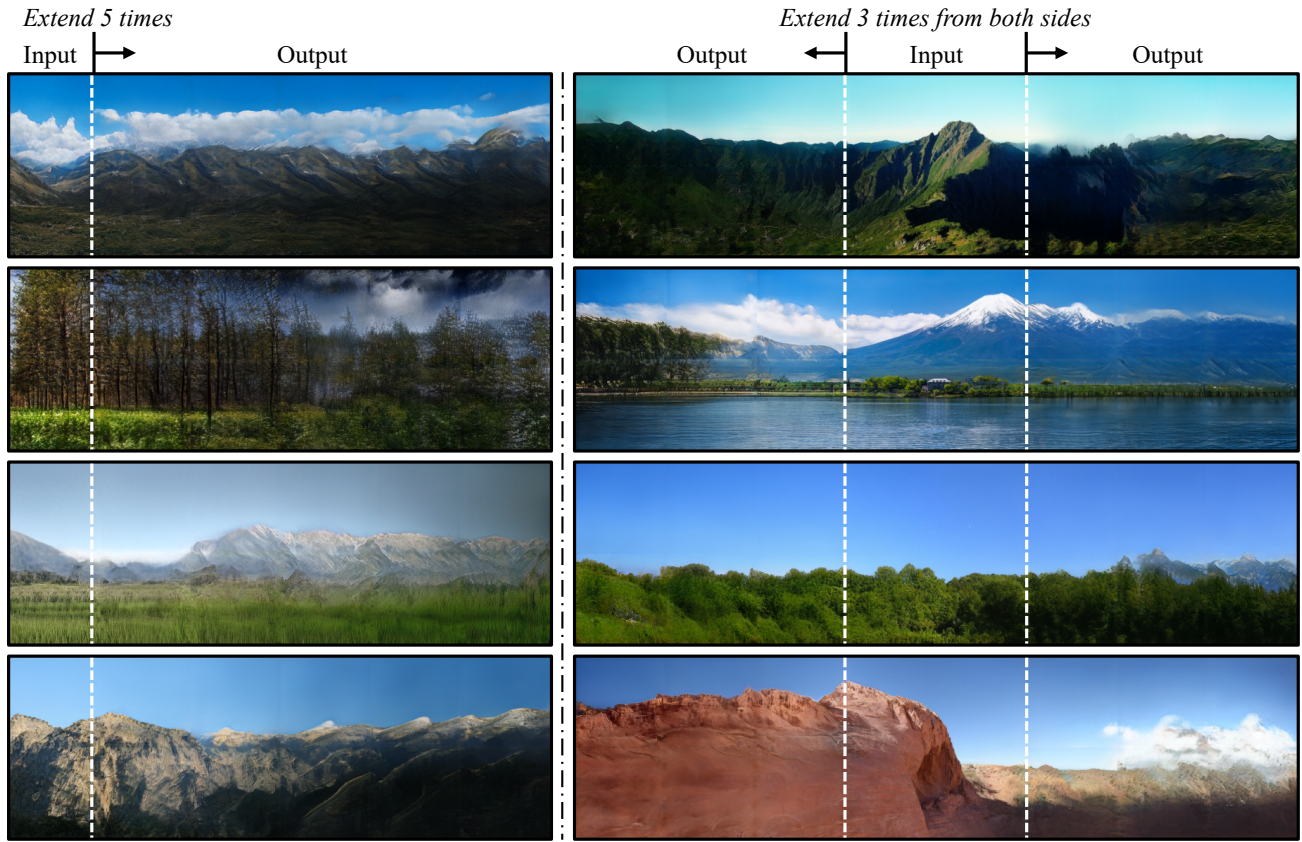 Extend 5 times
Input
Output
Extend 3 times from both sides
Output
Input
Output